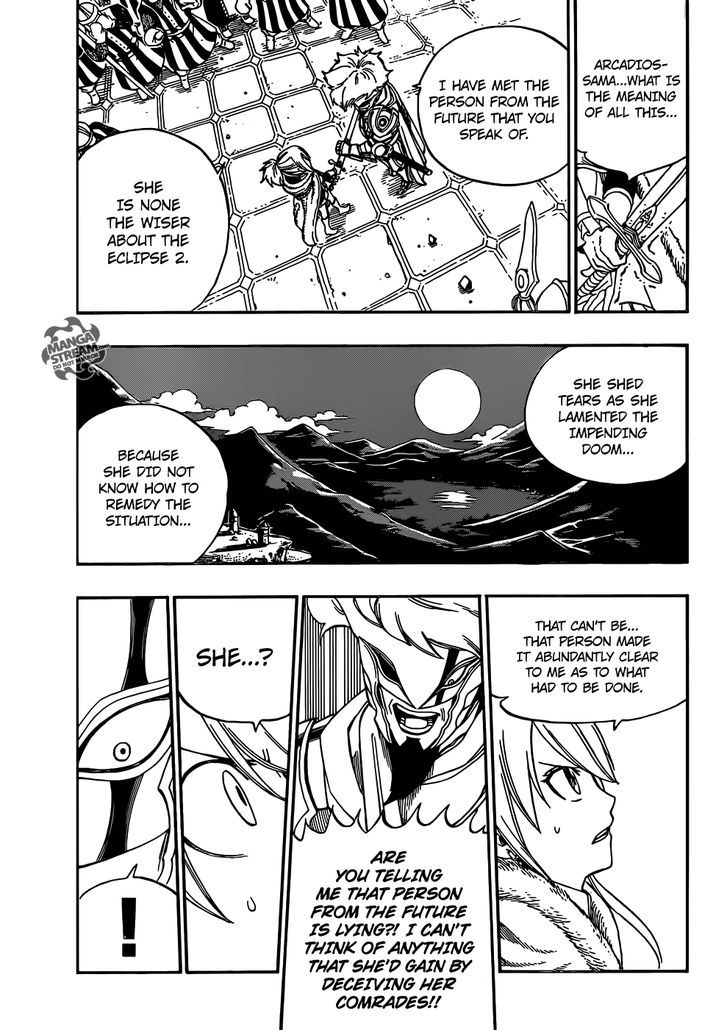 ARCADIOS-
SAMA...WHAT IS
THE MEANING
OF ALL THIS...
I HAVE MET THE
PERSON FROM THE
FUTURE THAT YOU
SPEAK OF.
SHE
IS NONE
THE WISER
ABOUT THE
ECLIPSE 2.
MANGA
STREAM
DO NOT MIRROR
SHE SHED
TEARS AS SHE
LAMENTED THE
IMPENDING
DOOM...
BECAUSE
SHE DID NOT
KNOW HOW TO
REMEDY THE
SITUATION...
THAT CAN'T BE...
THAT PERSON MADE
IT ABUNDANTLY CLEAR
TO ME AS TO WHAT
HAD TO BE DONE.
ARE
YOU TELLING
ME THAT PERSON
FROM THE FUTURE
IS LYING?! I CAN'T
THINK OF ANYTHING
THAT SHE'D GAIN BY
DECEIVING HER
COMRADES!!
SHE...?
!